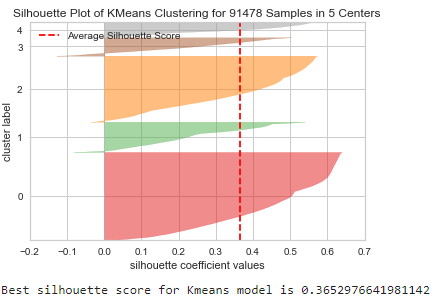 Silhouette Plot of KMeans Clustering for 91478 Samples in 5 Centers
Average Silhouette Score
cluster label
4
3
2
1
0
−0.2 −0.1 0.0 0.1 0.2 0.3 0.4 0.5 0.6 0.7
silhouette coefficient values
Best silhouette score for Kmeans model is 0.3652976641981142